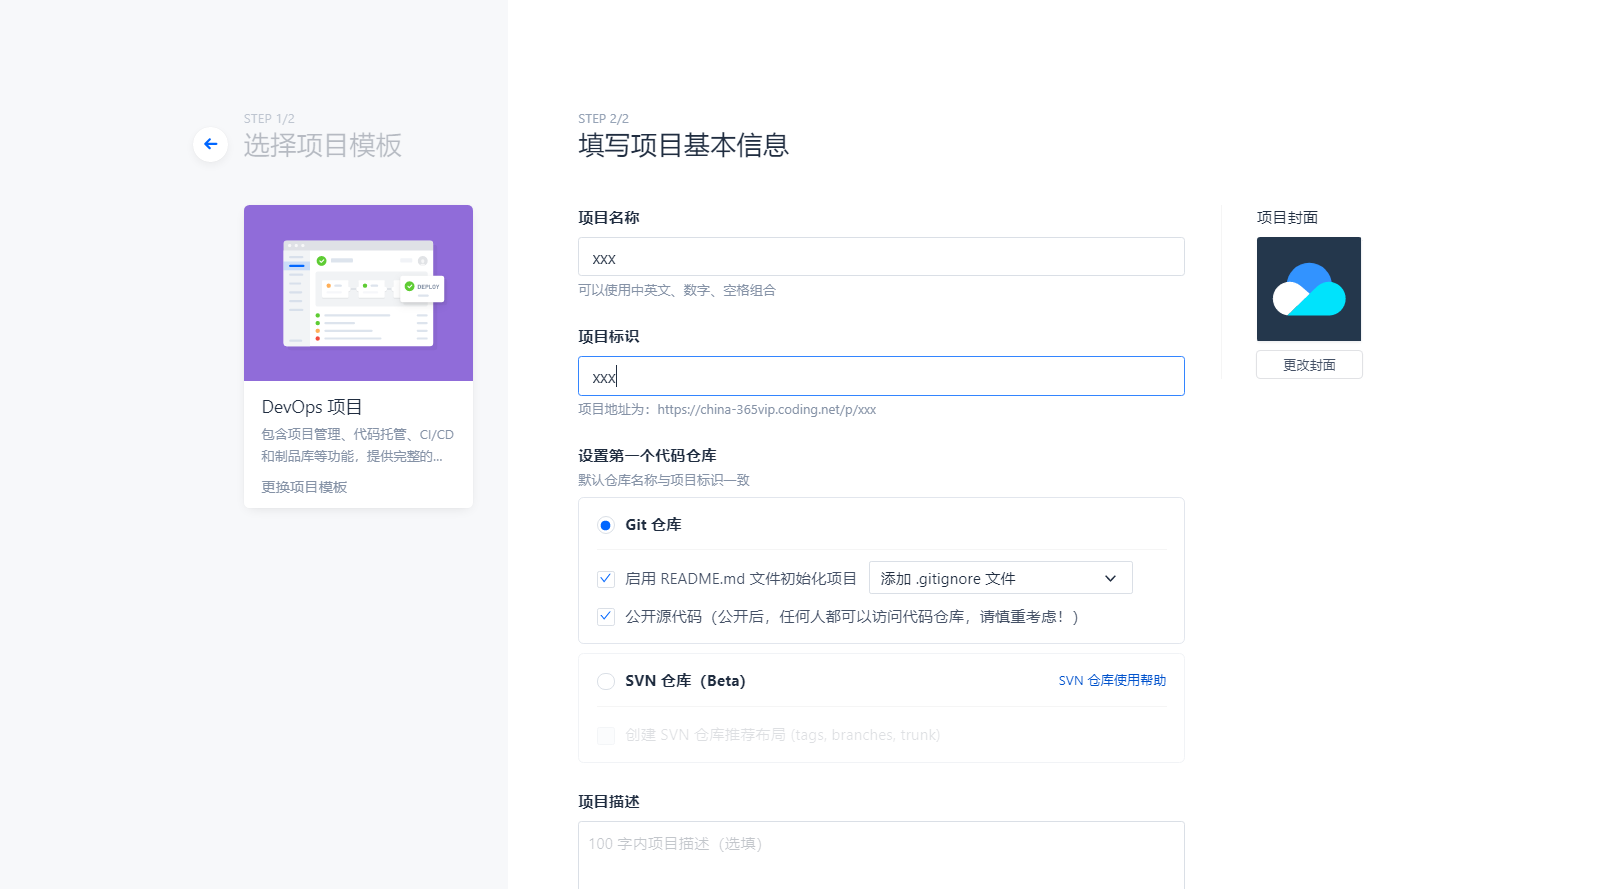 STEP 1/2
选择项目模板
DEPLOY
DevOps 项目
包含项目管理、代码托管、CI/CD
和制品库等功能，提供完整的...
更换项目模板
STEP 2/2
填写项目基本信息
项目名称
xxx
可以使用中英文、数字、空格组合
项目标识
xxx
项目地址为：https://china-365vip.coding.net/p/xxx
设置第一个代码仓库
默认仓库名称与项目标识一致
Git 仓库
启用 README.md 文件初始化项目
添加 .gitignore 文件
公开源代码（公开后，任何人都可以访问代码仓库，请慎重考虑！）
SVN 仓库（Beta）
SVN 仓库使用帮助
创建 SVN 仓库推荐布局 (tags, branches, trunk)
项目描述
100 字内项目描述（选填）
项目封面
更改封面